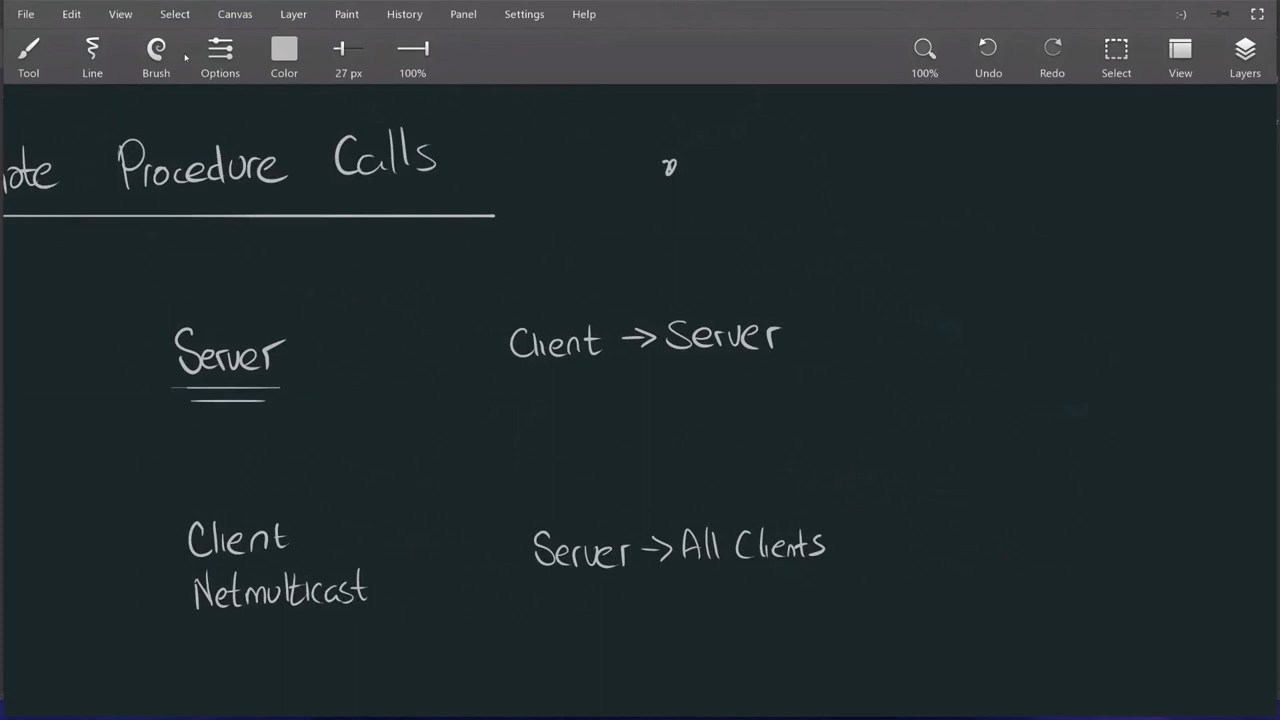 File Edit View Select Canvas Layer Paint History Panel Settings Help :-)
Tool Line Brush Options Color 27 px 100% 100% Undo Redo Select View Layers
ote Procedure Calls
Server
Client → Server
Client
Netmulticast
Server → All Clients